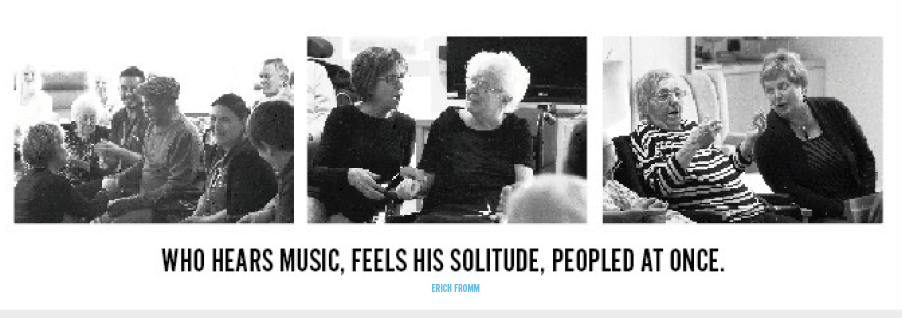 WHO HEARS MUSIC, FEELS HIS SOLITUDE, PEOPLED AT ONCE.
ERICH FROMM